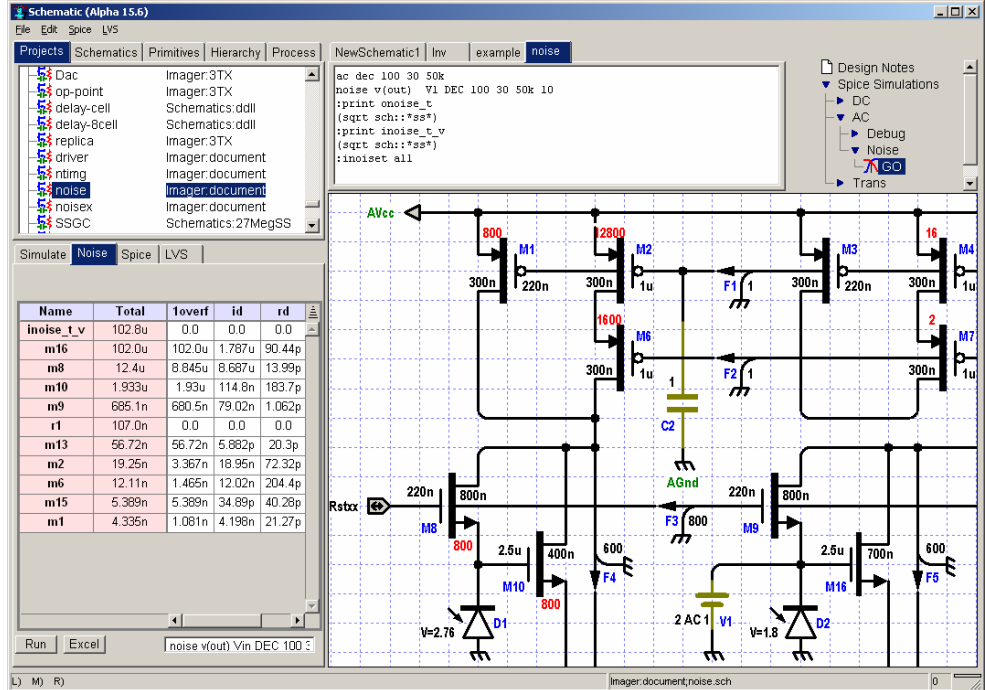 Schematic (Alpha 15.6)
File Edit Spice LVS
Projects Schematics Primitives Hierarchy Process
NewSchematic1 Inv example noise
Dac Imager:3TX
op-point Imager:3TX
delay-cell Schematics:ddll
delay-8cell Schematics:ddll
replica Imager:3TX
driver Imager:document
ntimg Imager:document
noise Imager:document
noisex Imager:document
SSGC Schematics:27MegSS
ac dec 100 30 50k
noise v(out) V1 DEC 100 30 50k 10
:print onoise_t
(sqrt sch::*ss*)
:print inoise_t_v
(sqrt sch::*ss*)
:inoiset all
Design Notes
Spice Simulations
DC
AC
Debug
Noise
GO
Trans
Simulate Noise Spice LVS
Name Total 1overf id rd
inoise_t_v 102.8u 0.0 0.0 0.0
m16 102.0u 102.0u 1.787u 90.44p
m8 12.4u 8.845u 8.687u 13.99p
m10 1.933u 1.93u 114.8n 183.7p
m9 685.1n 680.5n 79.02n 1.062p
r1 107.0n 0.0 0.0 0.0
m13 56.72n 56.72n 5.882p 20.3p
m2 19.25n 3.367n 18.95n 72.32p
m6 12.11n 1.465n 12.02n 204.4p
m15 5.389n 5.389n 34.89p 40.28p
m1 4.335n 1.081n 4.198n 21.27p
Run Excel noise v(out) Vin DEC 100 3
AVcc
800 12800 16
M1 M2 M3 M4
300n 220n 300n 1u F1 1 300n 220n 300n 1u
1600 2
M6 M7
300n 1u F2 1 300n 1u
1
C2
AGnd
220n 800n 220n 800n
Rstxx
M8 F3 800 M9
800
2.5u 400n 600 2.5u 700n 600
M10 F4 M16 F5
800
D1 2 AC 1 V1 D2
V=2.76 V=1.8
L) M) R) Imager:document;noise.sch 0